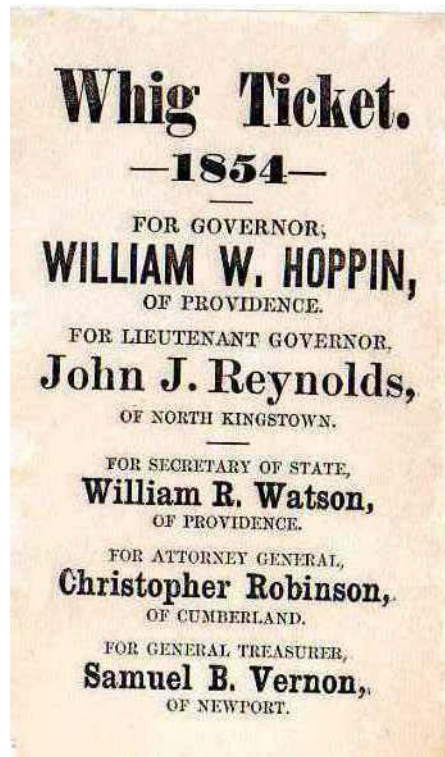 Whig Ticket.
—1854—
FOR GOVERNOR,
WILLIAM W. HOPPIN,
OF PROVIDENCE.
FOR LIEUTENANT GOVERNOR,
John J. Reynolds,
OF NORTH KINGSTOWN.
FOR SECRETARY OF STATE,
William R. Watson,
OF PROVIDENCE.
FOR ATTORNEY GENERAL,
Christopher Robinson,
OF CUMBERLAND.
FOR GENERAL TREASURER,
Samuel B. Vernon,
OF NEWPORT.